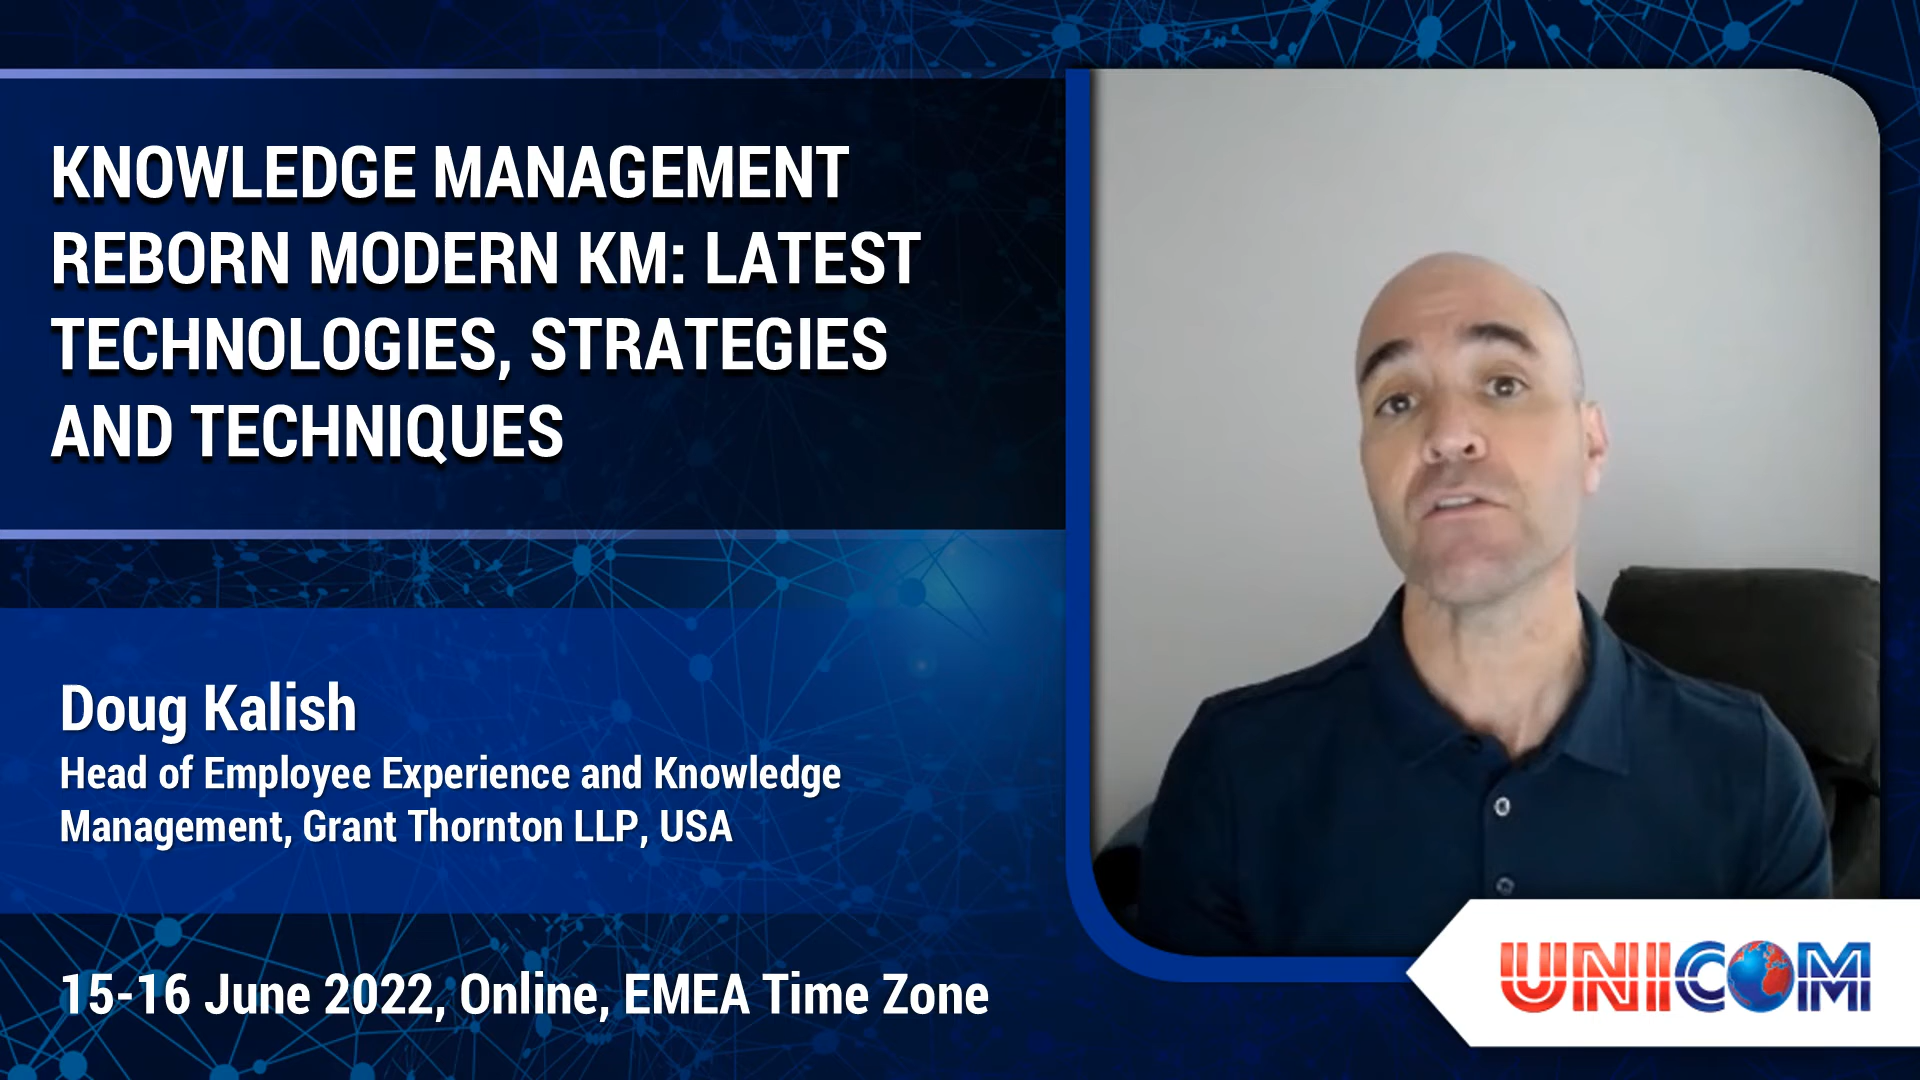 KNOWLEDGE MANAGEMENT
REBORN MODERN KM: LATEST
TECHNOLOGIES, STRATEGIES
AND TECHNIQUES
Doug Kalish
Head of Employee Experience and Knowledge
Management, Grant Thornton LLP, USA
15-16 June 2022, Online, EMEA Time Zone
UNICOM